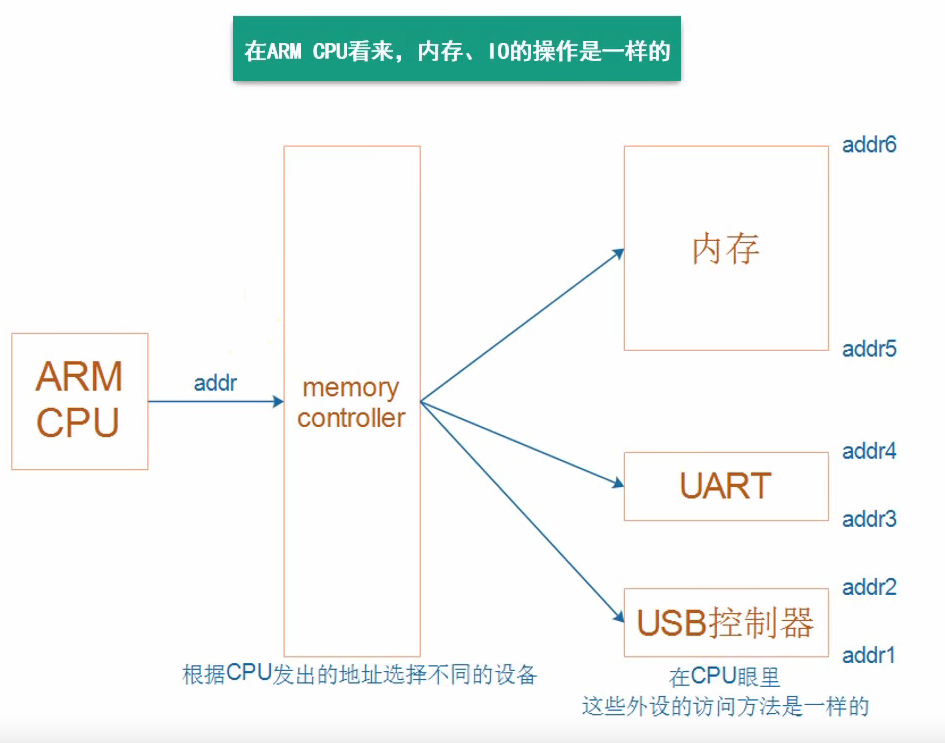 在ARM CPU看来，内存、IO的操作是一样的
addr6
内存
addr5
ARM
CPU
addr
memory
controller
addr4
UART
addr3
addr2
USB控制器
addr1
根据CPU发出的地址选择不同的设备
在CPU眼里
这些外设的访问方法是一样的